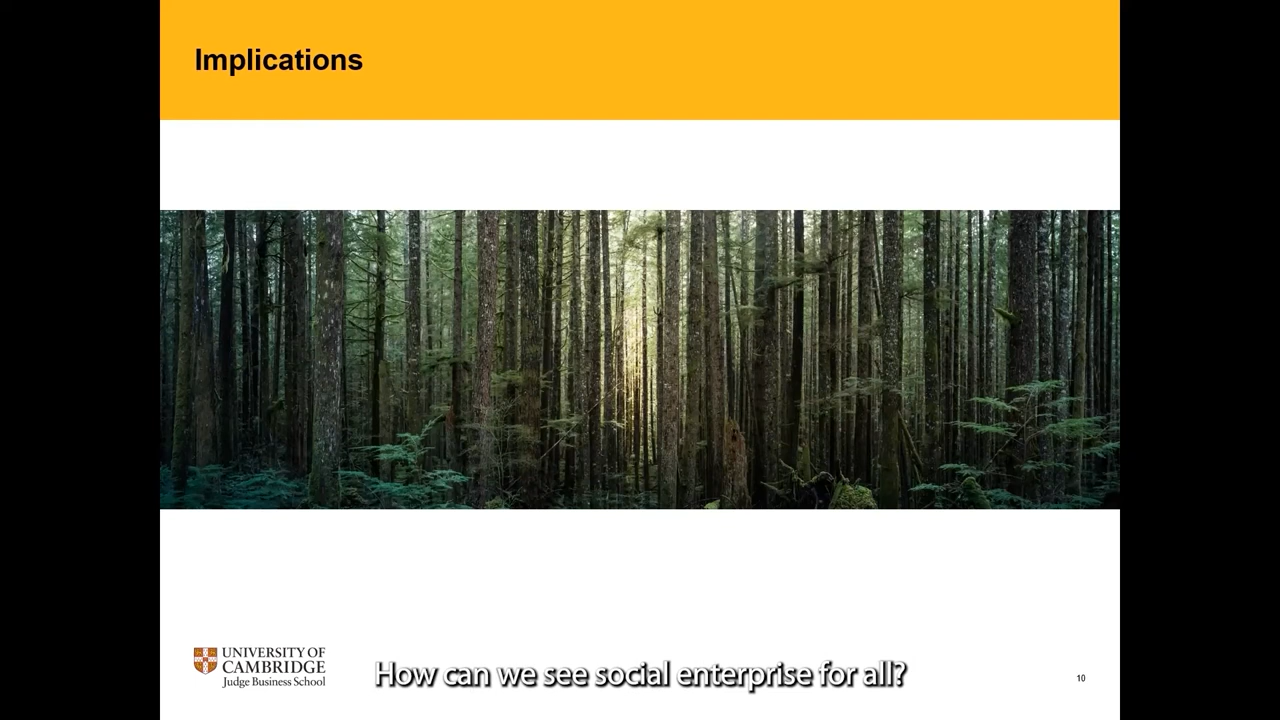 Implications
UNIVERSITY OF
CAMBRIDGE
Judge Business School
How can we see social enterprise for all?
10